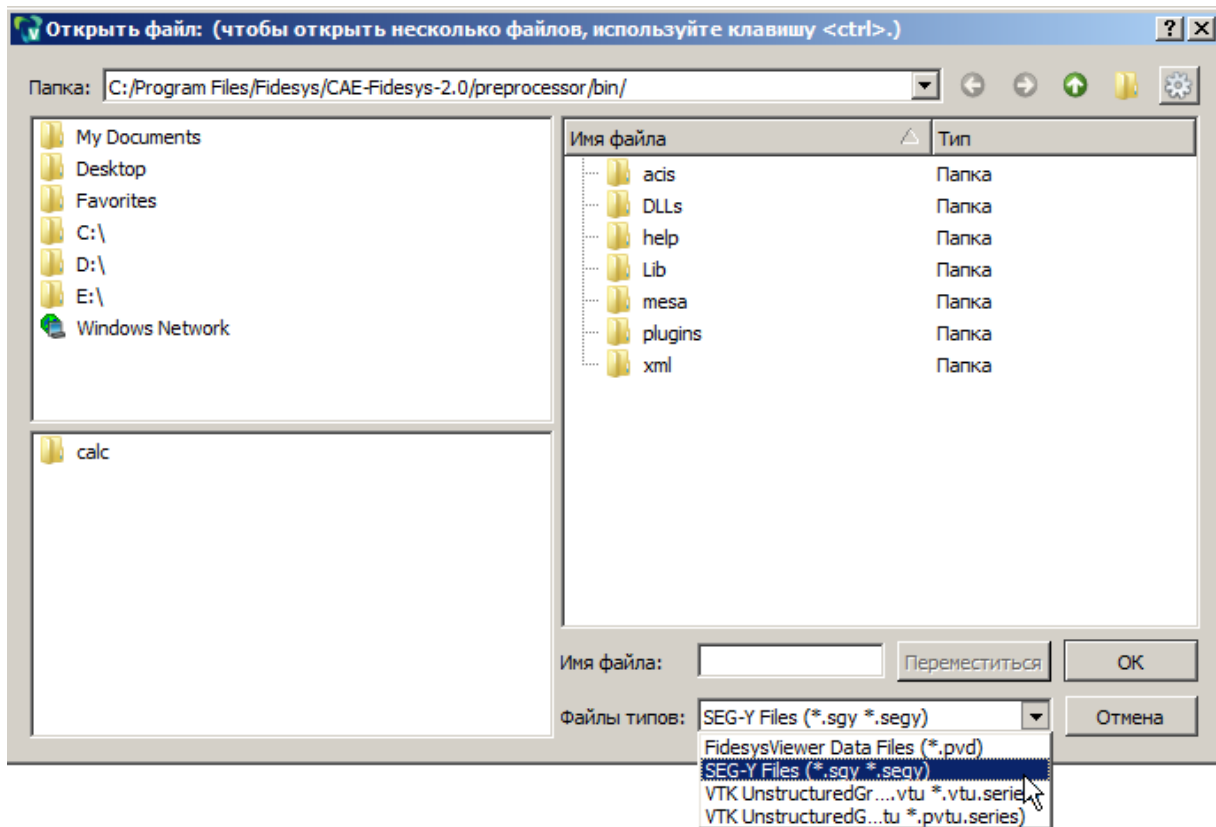 Открыть файл: (чтобы открыть несколько файлов, используйте клавишу <ctrl>.)
Папка: C:/Program Files/Fidesys/CAE-Fidesys-2.0/preprocessor/bin/
My Documents
Desktop
Favorites
C:\
D:\
E:\
Windows Network
calc
Имя файла Тип
acis Папка
DLLs Папка
help Папка
Lib Папка
mesa Папка
plugins Папка
xml Папка
Имя файла: Переместиться OK
Файлы типов: SEG-Y Files (*.sgy *.segy) Отмена
FidesysViewer Data Files (*.pvd)
SEG-Y Files (*.sgy *.segy)
VTK UnstructuredGr....vtu *.vtu.series)
VTK UnstructuredG...tu *.pvtu.series)